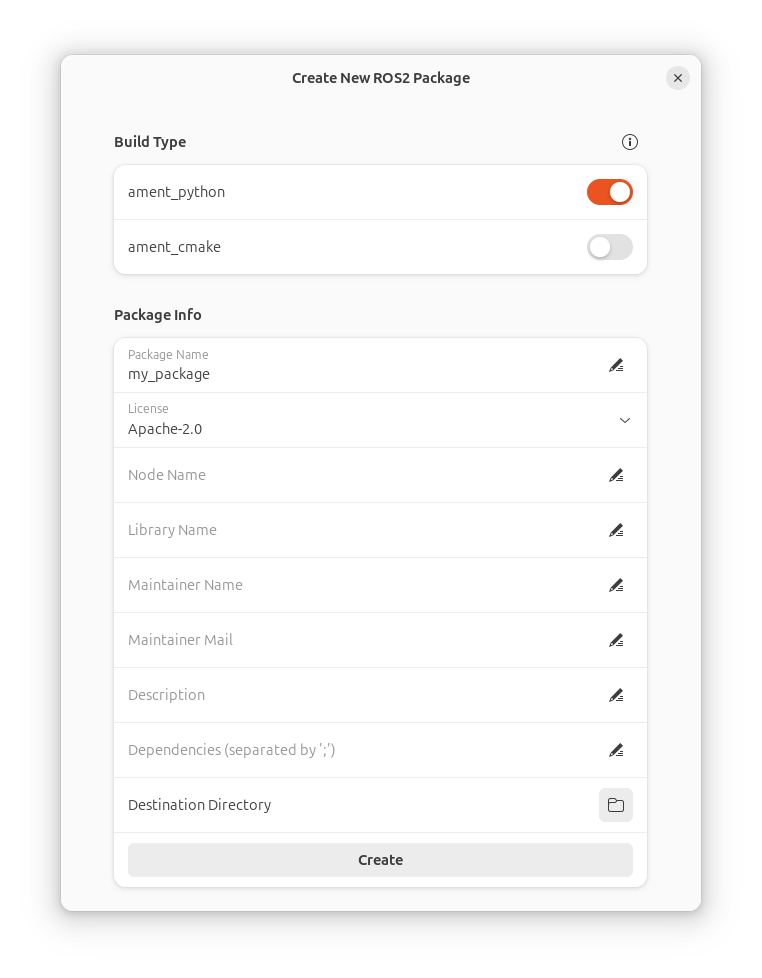 Create New ROS2 Package
Build Type
ament_python
ament_cmake
Package Info
Package Name
my_package
License
Apache-2.0
Node Name
Library Name
Maintainer Name
Maintainer Mail
Description
Dependencies (separated by ';')
Destination Directory
Create